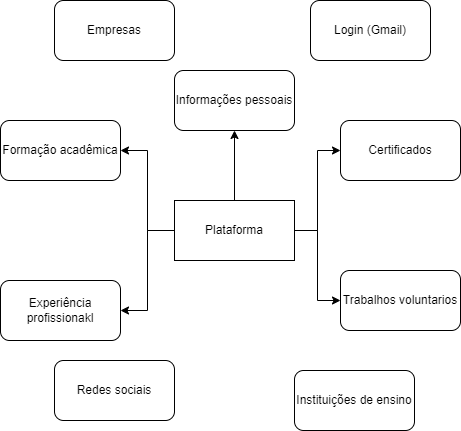 Empresas
Login (Gmail)
Informações pessoais
Formação acadêmica
Certificados
Plataforma
Experiência
profissionakl
Trabalhos voluntarios
Redes sociais
Instituições de ensino